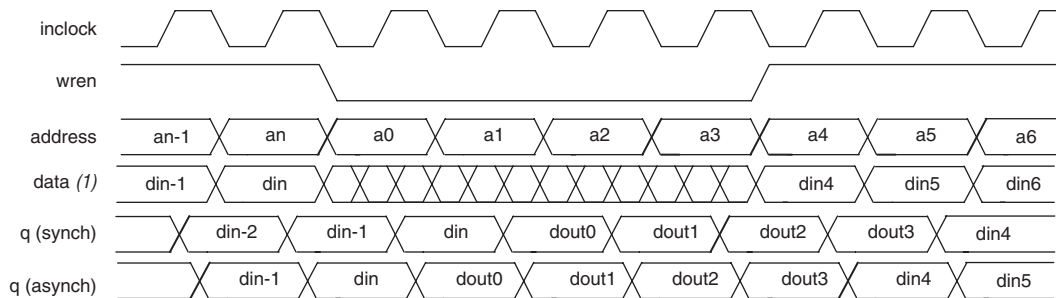 inclock
wren
address an-1 an a0 a1 a2 a3 a4 a5 a6
data (1) din-1 din din4 din5 din6
q (synch) din-2 din-1 din dout0 dout1 dout2 dout3 din4
q (asynch) din-1 din dout0 dout1 dout2 dout3 din4 din5